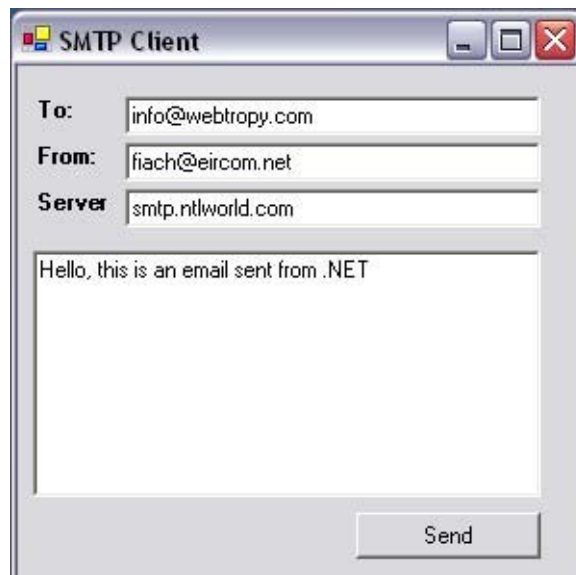 SMTP Client
To: info@webtropy.com
From: fiach@eircom.net
Server smtp.ntlworld.com
Hello, this is an email sent from .NET
Send